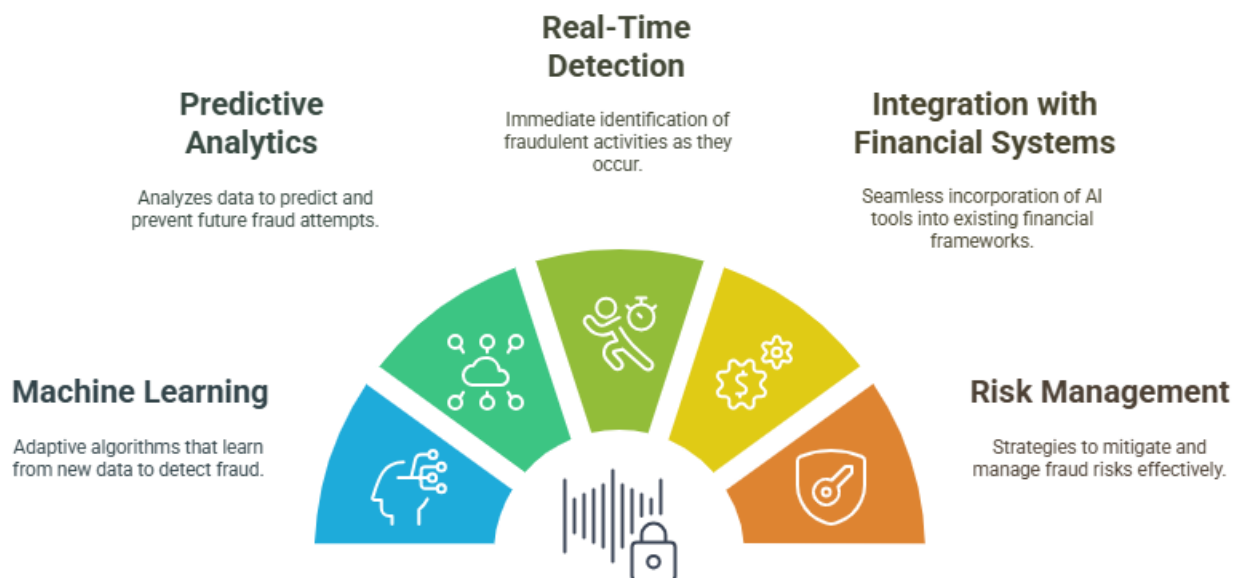 Real-Time
Detection
Immediate identification of
fraudulent activities as they
occur.
Predictive
Analytics
Analyzes data to predict and
prevent future fraud attempts.
Integration with
Financial Systems
Seamless incorporation of AI
tools into existing financial
frameworks.
Machine Learning
Adaptive algorithms that learn
from new data to detect fraud.
Risk Management
Strategies to mitigate and
manage fraud risks effectively.
$